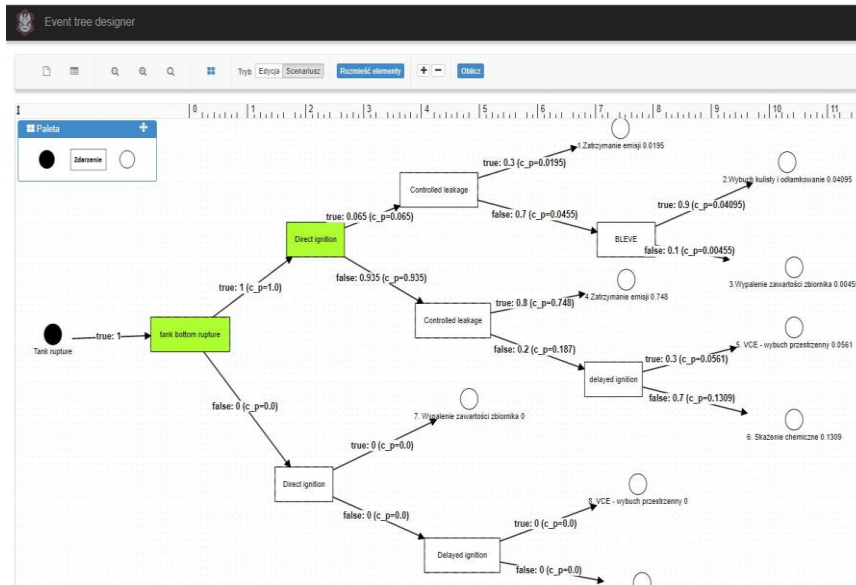 Event tree designer
Tryb Edycja Scenariusz Rozmieść elementy + − Oblicz
0 1 2 3 4 5 6 7 8 9 10 11
Paleta
Zdarzenie
1.Zatrzymanie emisji 0.0195
true: 0.3 (c_p=0.0195)
Controlled leakage
2.Wybuch kulisty i odłamkowanie 0.04095
true: 0.9 (c_p=0.04095)
true: 0.065 (c_p=0.065)
false: 0.7 (c_p=0.0455)
Direct ignition
BLEVE
false: 0.1 (c_p=0.00455)
false: 0.935 (c_p=0.935)
true: 1 (c_p=1.0)
3.Wypalenie zawartości zbiornika 0.0045
true: 0.8 (c_p=0.748)
4.Zatrzymanie emisji 0.748
Controlled leakage
tank bottom rupture
true: 1
Tank rupture
false: 0.2 (c_p=0.187)
5. VCE - wybuch przestrzenny 0.0561
true: 0.3 (c_p=0.0561)
delayed ignition
false: 0.7 (c_p=0.1309)
false: 0 (c_p=0.0)
7. Wypalenie zawartości zbiornika 0
6. Skażenie chemiczne 0.1309
true: 0 (c_p=0.0)
Direct ignition
8. VCE - wybuch przestrzenny 0
false: 0 (c_p=0.0)
true: 0 (c_p=0.0)
Delayed ignition
false: 0 (c_p=0.0)